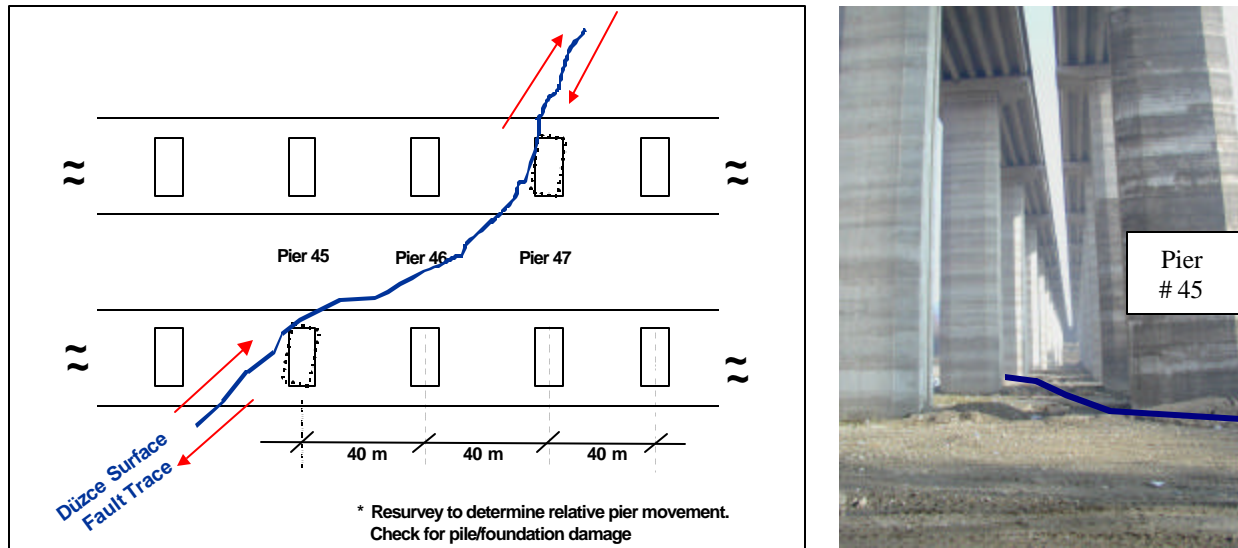 Pier 45
Pier 46
Pier 47
40 m
40 m
40 m
Düzce Surface
Fault Trace
* Resurvey to determine relative pier movement.
Check for pile/foundation damage
Pier
# 45